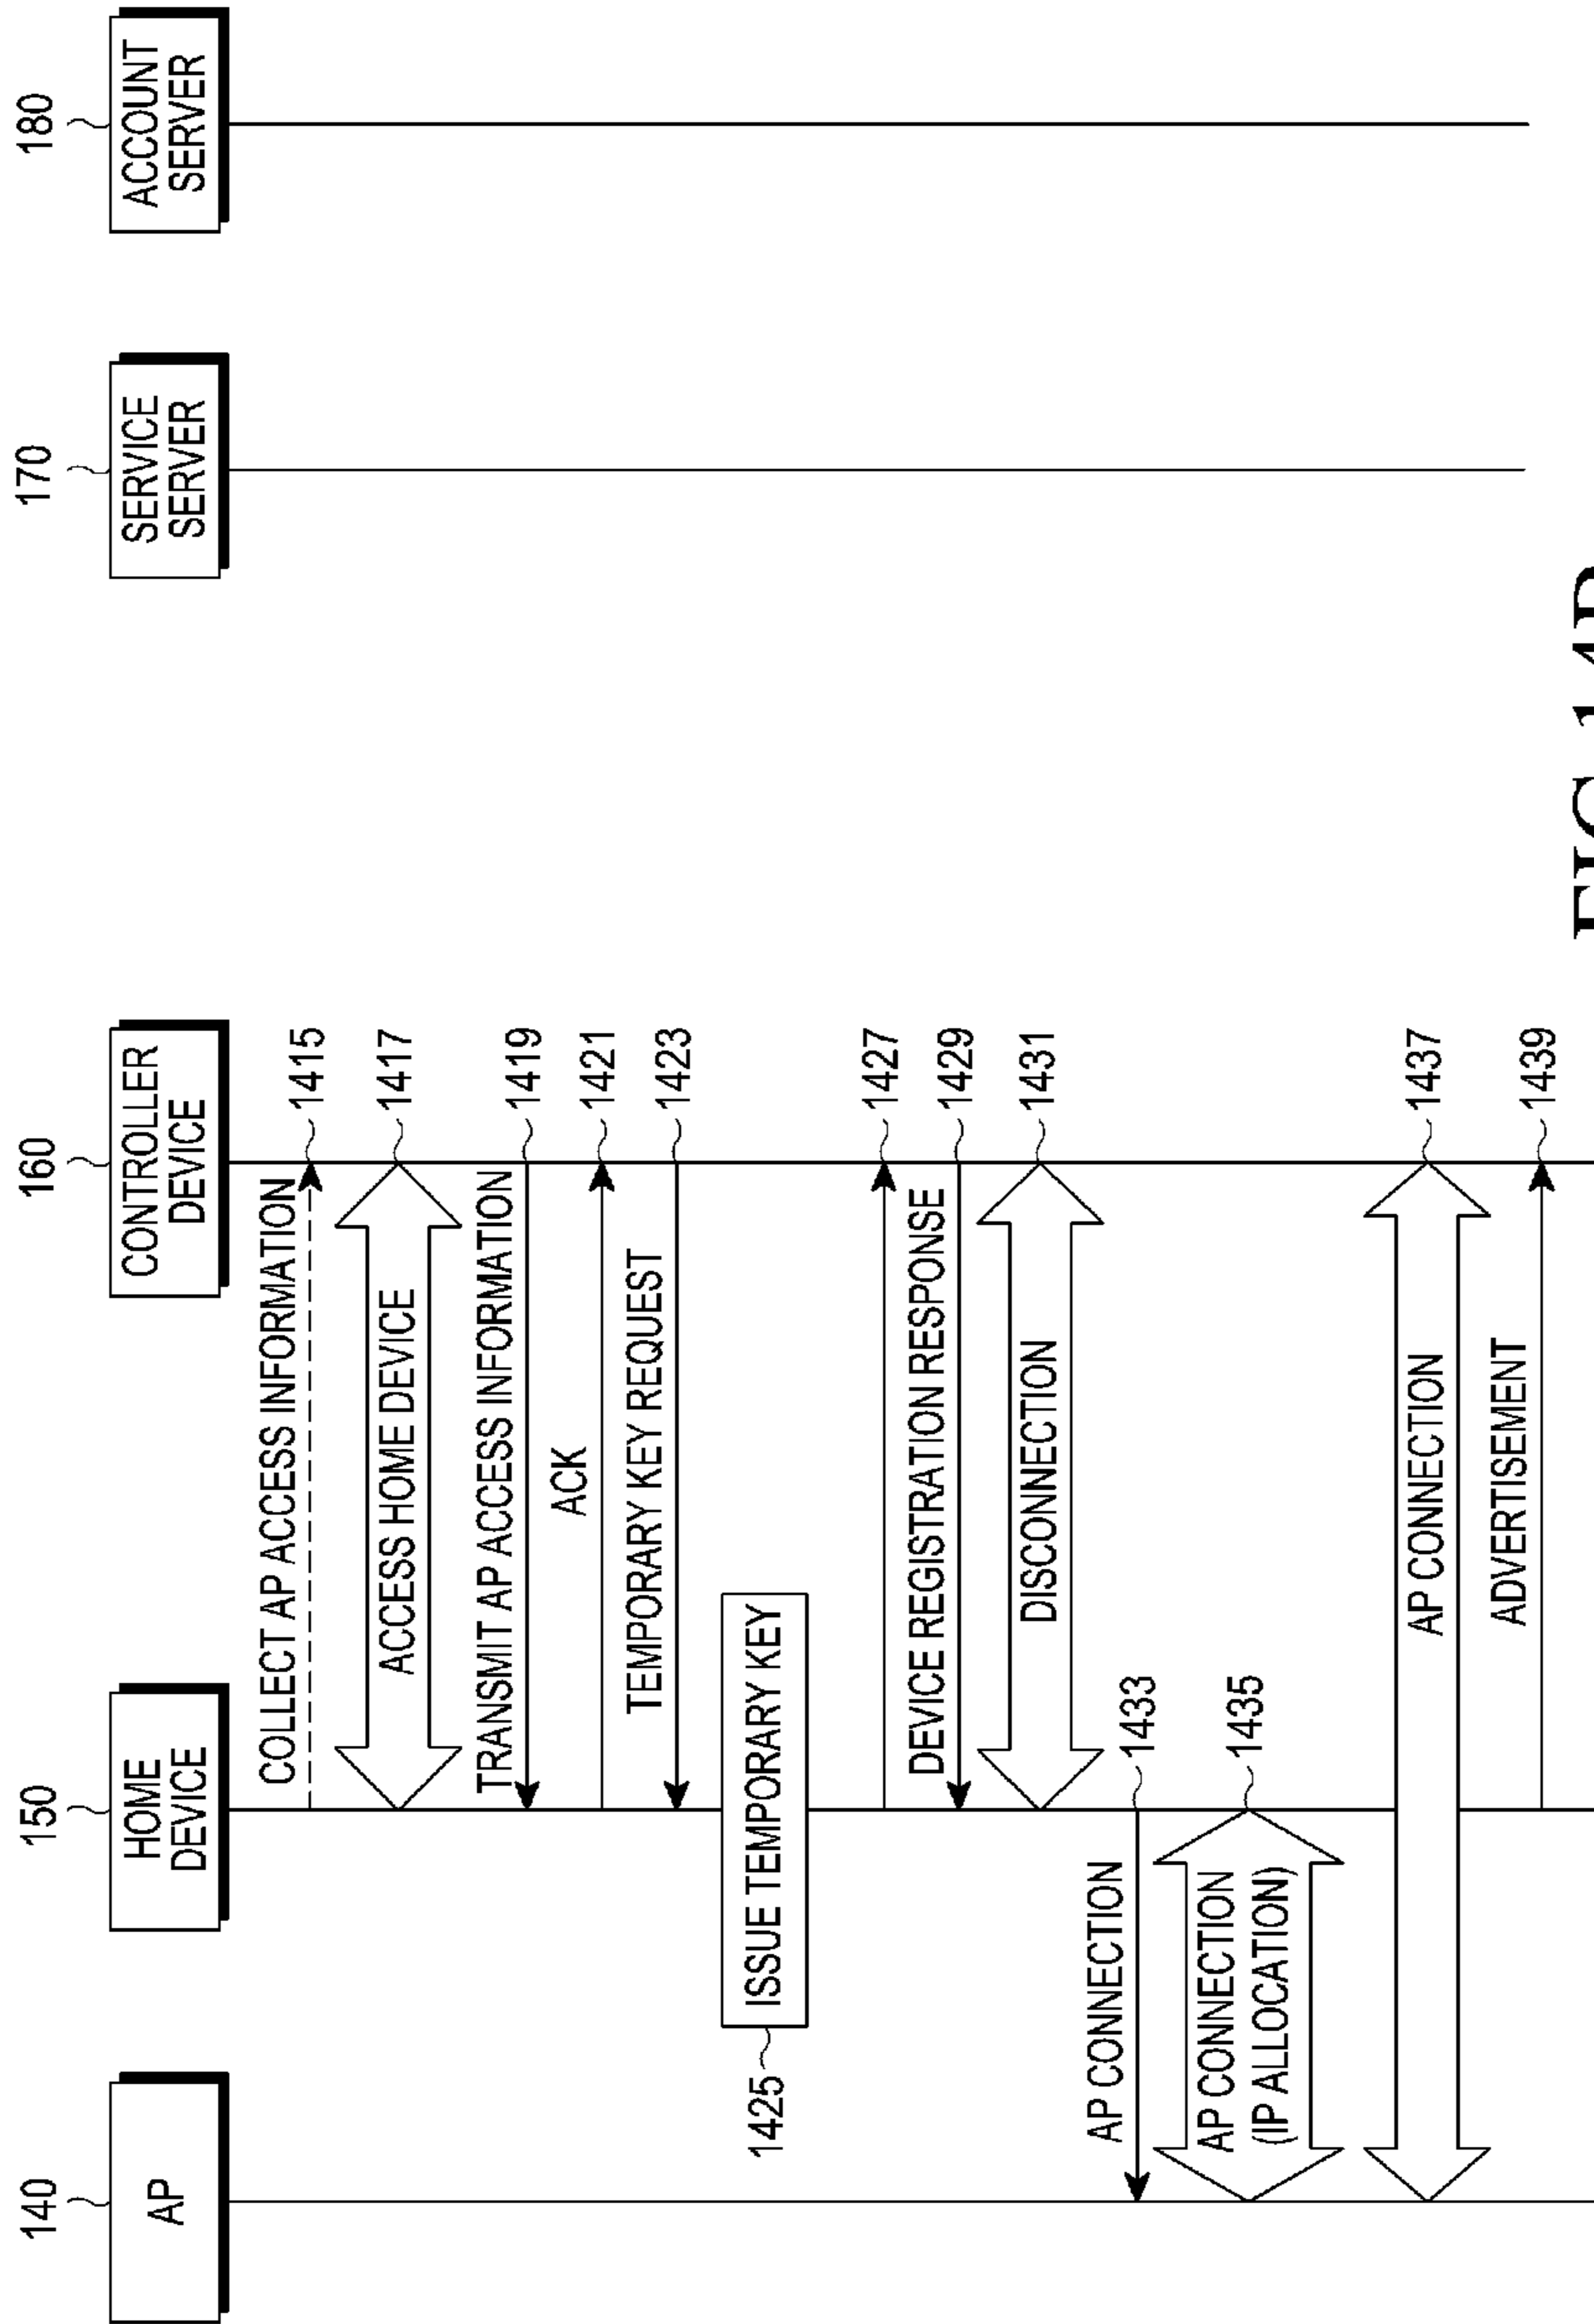 140
150
160
170
180
AP
HOME
DEVICE
CONTROLLER
DEVICE
SERVICE
SERVER
ACCOUNT
SERVER
COLLECT AP ACCESS INFORMATION
1415
ACCESS HOME DEVICE
1417
TRANSMIT AP ACCESS INFORMATION
1419
ACK
1421
TEMPORARY KEY REQUEST
1423
1425
ISSUE TEMPORARY KEY
1427
DEVICE REGISTRATION RESPONSE
1429
DISCONNECTION
1431
AP CONNECTION
1433
AP CONNECTION
(IP ALLOCATION)
1435
AP CONNECTION
1437
ADVERTISEMENT
1439